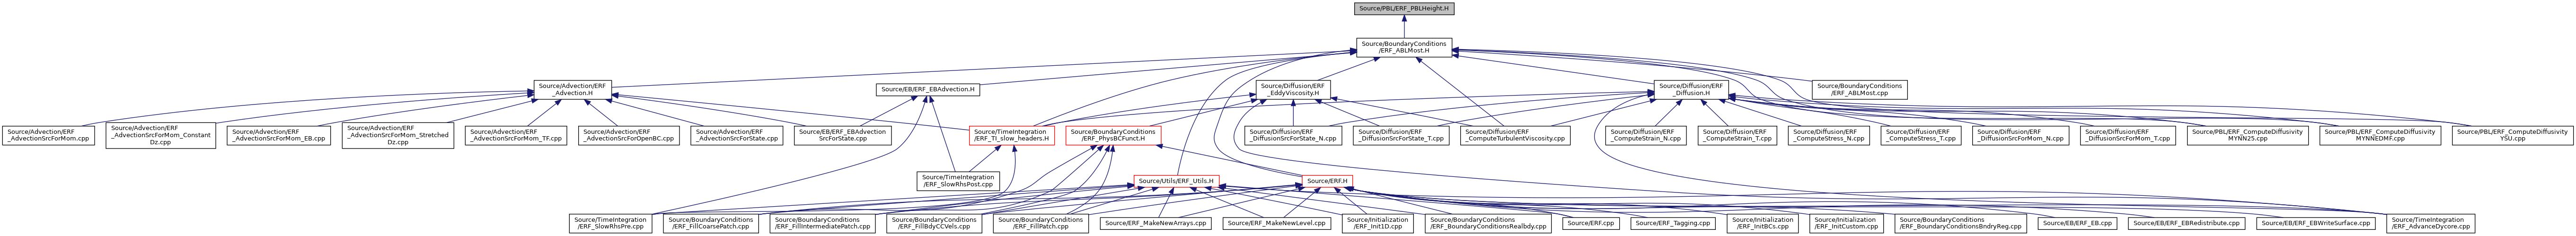 Source/PBL/ERF_PBLHeight.H
Source/BoundaryConditions
/ERF_ABLMost.H
Source/Advection/ERF
_Advection.H
Source/EB/ERF_EBAdvection.H
Source/Diffusion/ERF
_EddyViscosity.H
Source/Diffusion/ERF
_Diffusion.H
Source/BoundaryConditions
/ERF_ABLMost.cpp
Source/Advection/ERF
_AdvectionSrcForMom.cpp
Source/Advection/ERF
_AdvectionSrcForMom_Constant
Dz.cpp
Source/Advection/ERF
_AdvectionSrcForMom_EB.cpp
Source/Advection/ERF
_AdvectionSrcForMom_Stretched
Dz.cpp
Source/Advection/ERF
_AdvectionSrcForMom_TF.cpp
Source/Advection/ERF
_AdvectionSrcForOpenBC.cpp
Source/Advection/ERF
_AdvectionSrcForState.cpp
Source/EB/ERF_EBAdvection
SrcForState.cpp
Source/TimeIntegration
/ERF_TI_slow_headers.H
Source/BoundaryConditions
/ERF_PhysBCFunct.H
Source/Diffusion/ERF
_DiffusionSrcForState_N.cpp
Source/Diffusion/ERF
_DiffusionSrcForState_T.cpp
Source/Diffusion/ERF
_ComputeTurbulentViscosity.cpp
Source/Diffusion/ERF
_ComputeStrain_N.cpp
Source/Diffusion/ERF
_ComputeStrain_T.cpp
Source/Diffusion/ERF
_ComputeStress_N.cpp
Source/Diffusion/ERF
_ComputeStress_T.cpp
Source/Diffusion/ERF
_DiffusionSrcForMom_N.cpp
Source/Diffusion/ERF
_DiffusionSrcForMom_T.cpp
Source/PBL/ERF_ComputeDiffusivity
MYNN25.cpp
Source/PBL/ERF_ComputeDiffusivity
MYNNEDMF.cpp
Source/PBL/ERF_ComputeDiffusivity
YSU.cpp
Source/TimeIntegration
/ERF_SlowRhsPost.cpp
Source/Utils/ERF_Utils.H
Source/ERF.H
Source/TimeIntegration
/ERF_SlowRhsPre.cpp
Source/BoundaryConditions
/ERF_FillCoarsePatch.cpp
Source/BoundaryConditions
/ERF_FillIntermediatePatch.cpp
Source/BoundaryConditions
/ERF_FillBdyCCVels.cpp
Source/BoundaryConditions
/ERF_FillPatch.cpp
Source/ERF_MakeNewArrays.cpp
Source/ERF_MakeNewLevel.cpp
Source/Initialization
/ERF_Init1D.cpp
Source/BoundaryConditions
/ERF_BoundaryConditionsRealbdy.cpp
Source/ERF.cpp
Source/ERF_Tagging.cpp
Source/Initialization
/ERF_InitBCs.cpp
Source/Initialization
/ERF_InitCustom.cpp
Source/BoundaryConditions
/ERF_BoundaryConditionsBndryReg.cpp
Source/EB/ERF_EB.cpp
Source/EB/ERF_EBRedistribute.cpp
Source/EB/ERF_EBWriteSurface.cpp
Source/TimeIntegration
/ERF_AdvanceDycore.cpp